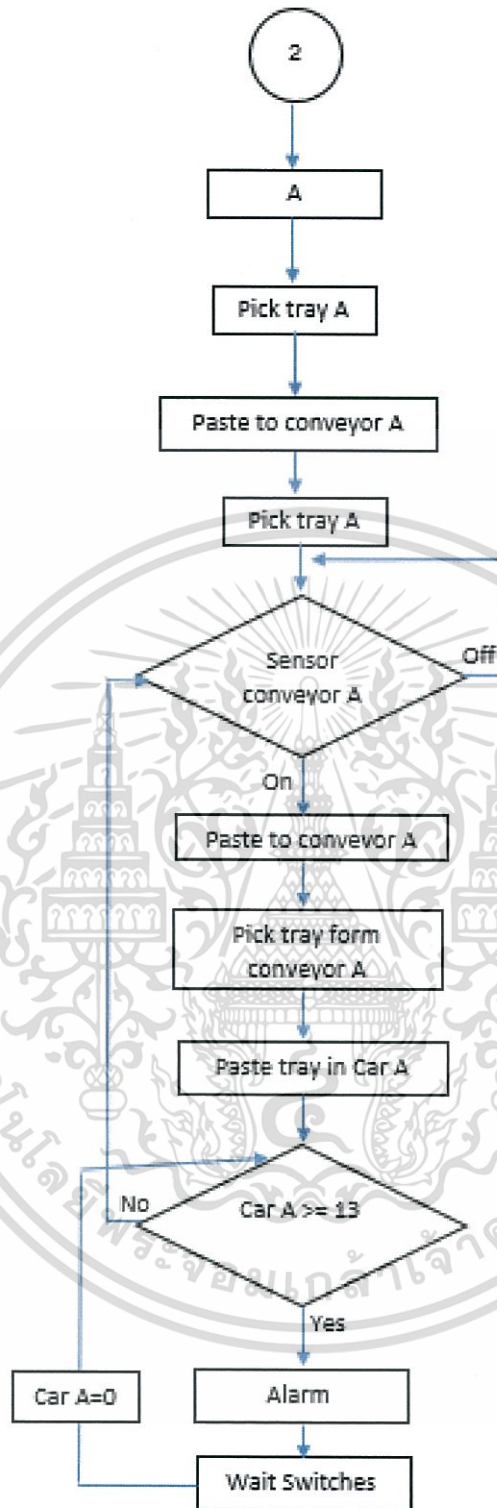 2
A
Pick tray A
Paste to conveyor A
Pick tray A
Sensor
conveyor A
Off
On
Paste to convevor A
Pick tray form
conveyor A
Paste tray in Car A
No
Car A >= 13
Yes
Car A=0
Alarm
Wait Switches